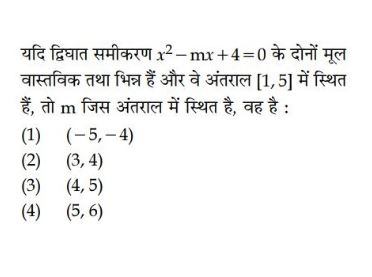 यदि द्विघात समीकरण x² – mx + 4 = 0 के दोनों मूल
वास्तविक तथा भिन्न हैं और वे अंतराल [1, 5] में स्थित
हैं, तो m जिस अंतराल में स्थित है, वह है :
(1) (–5, –4)
(2) (3, 4)
(3) (4, 5)
(4) (5, 6)